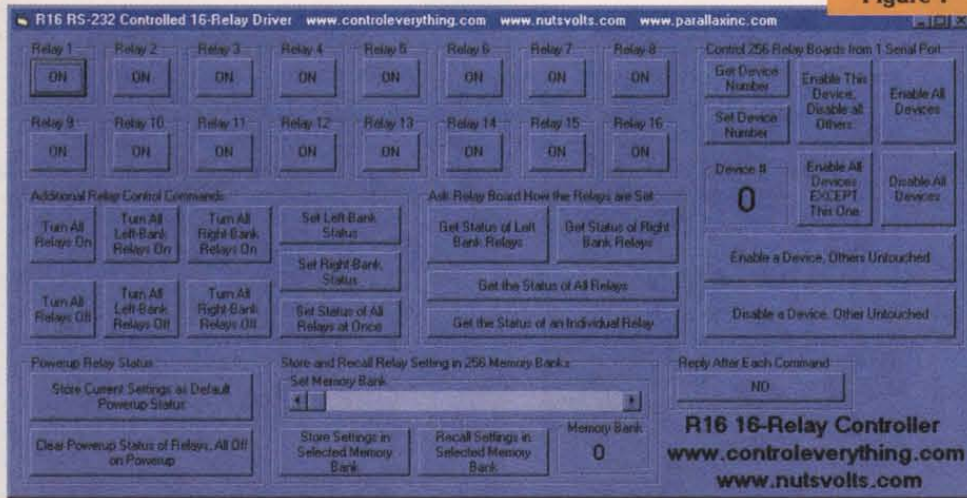 Figure 1
R16 RS-232 Controlled 16-Relay Driver www.controleverything.com www.nutsvolts.com www.parallaxinc.com
Relay 1 Relay 2 Relay 3 Relay 4 Relay 5 Relay 6 Relay 7 Relay 8
ON ON ON ON ON ON ON ON
Relay 9 Relay 10 Relay 11 Relay 12 Relay 13 Relay 14 Relay 15 Relay 16
ON ON ON ON ON ON ON ON
Control 256 Relay Boards from 1 Serial Port
Get Device
Number
Set Device
Number
Enable This
Device,
Disable all
Others
Enable All
Devices
Device #
0
Enable All
Devices
EXCEPT
This One
Disable All
Devices
Enable a Device, Others Untouched
Disable a Device, Other Untouched
Additional Relay Control Commands
Turn All
Relays On
Turn All
Left-Bank
Relays On
Turn All
Right-Bank
Relays On
Turn All
Relays Off
Turn All
Left-Bank
Relays Off
Turn All
Right-Bank
Relays Off
Set Left-Bank
Status
Set Right-Bank
Status
Set Status of All
Relays at Once
Ask Relay Board How the Relays are Set
Get Status of Left
Bank Relays
Get Status of Right
Bank Relays
Get the Status of All Relays
Get the Status of an Individual Relay
Powerup Relay Status
Store Current Settings as Default
Powerup Status
Clear Powerup Status of Relays, All Off
on Powerup
Store and Recall Relay Setting in 256 Memory Banks
Set Memory Bank
Store Settings in
Selected Memory
Bank
Recall Settings in
Selected Memory
Bank
Memory Bank
0
Reply After Each Command
NO
R16 16-Relay Controller
www.controleverything.com
www.nutsvolts.com